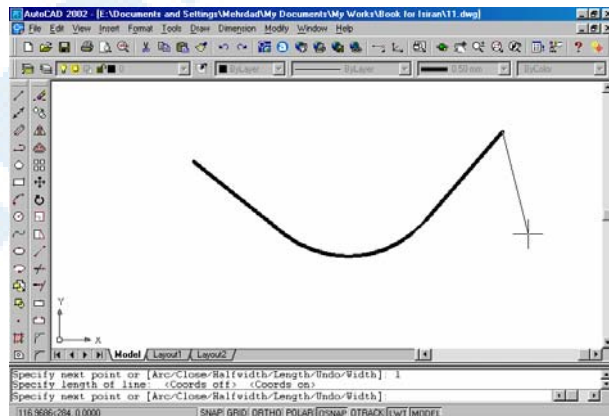 AutoCAD 2002 - [E:\Documents and Settings\Mehrdad\My Documents\My Works\Book for Isiran\11.dwg]
File Edit View Insert Format Tools Draw Dimension Modify Window Help
0 ByLayer ByLayer 0.50 mm ByColor
Y
X
Model Layout1 Layout2
Specify next point or [Arc/Close/Halfwidth/Length/Undo/Width]: l
Specify length of line: <Coords off> <Coords on>
Specify next point or [Arc/Close/Halfwidth/Length/Undo/Width]:
116.9686<284, 0.0000 SNAP GRID ORTHO POLAR OSNAP OTRACK LWT MODEL